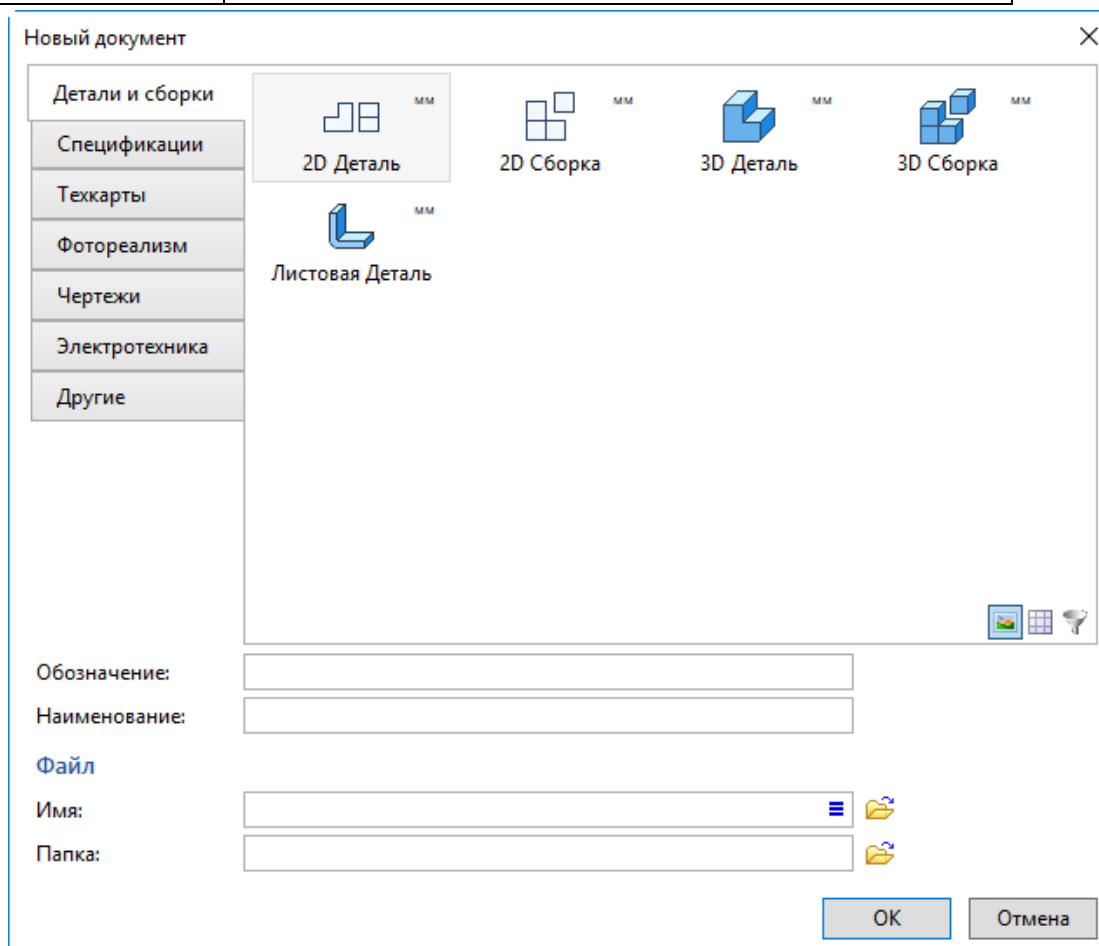 Новый документ
Детали и сборки
Спецификации
Техкарты
Фотореализм
Чертежи
Электротехника
Другие
мм мм мм мм
2D Деталь 2D Сборка 3D Деталь 3D Сборка
мм
Листовая Деталь
Обозначение:
Наименование:
Файл
Имя:
Папка:
ОК Отмена